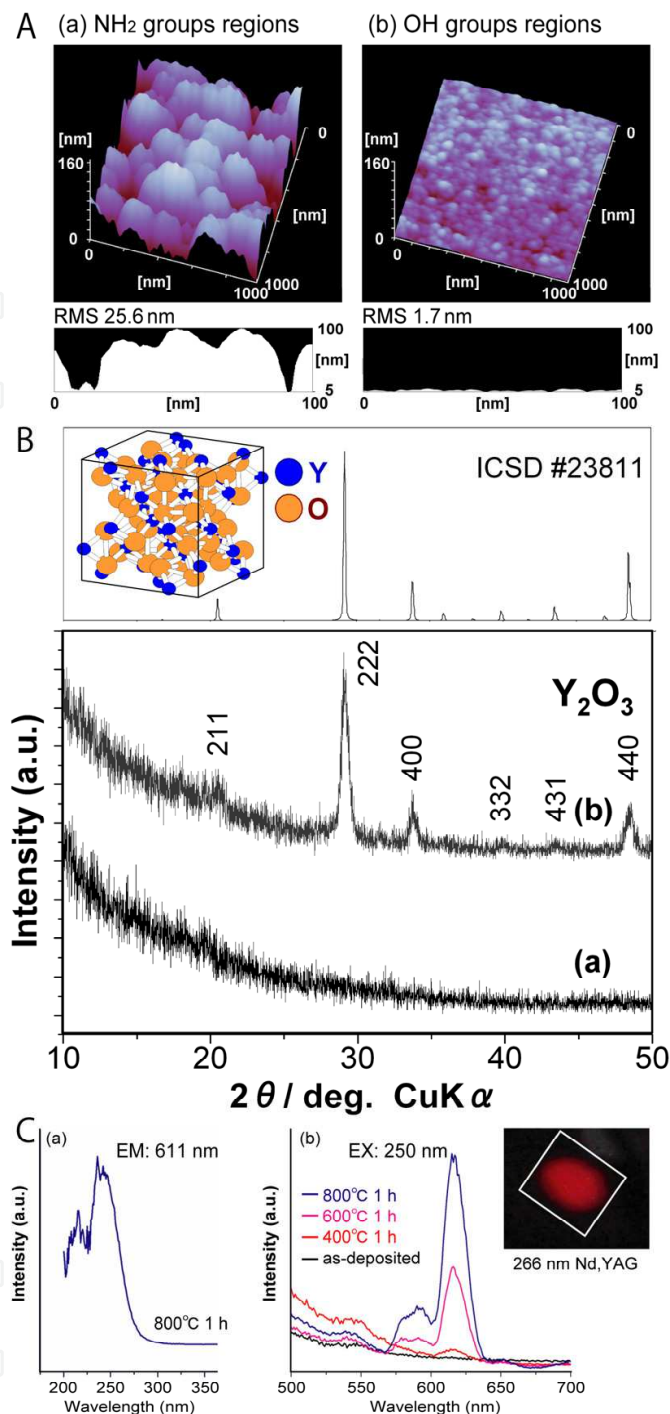 A
(a) NH2 groups regions
(b) OH groups regions
[nm]
160
0
0
[nm]
[nm]
1000
1000
0
[nm]
160
0
0
[nm]
[nm]
1000
1000
0
RMS 25.6 nm
100
[nm]
5
0
[nm]
100
RMS 1.7 nm
100
[nm]
5
0
[nm]
100
B
Y
O
ICSD #23811
Y2O3
211
222
400
332
431
440
(b)
(a)
Intensity (a.u.)
10
20
30
40
50
2 θ / deg. CuK α
C
(a)
EM: 611 nm
800°C 1 h
Intensity (a.u.)
200
250
300
350
Wavelength (nm)
(b)
EX: 250 nm
800°C 1 h
600°C 1 h
400°C 1 h
as-deposited
Intensity (a.u.)
500
550
600
650
700
Wavelength (nm)
266 nm Nd,YAG